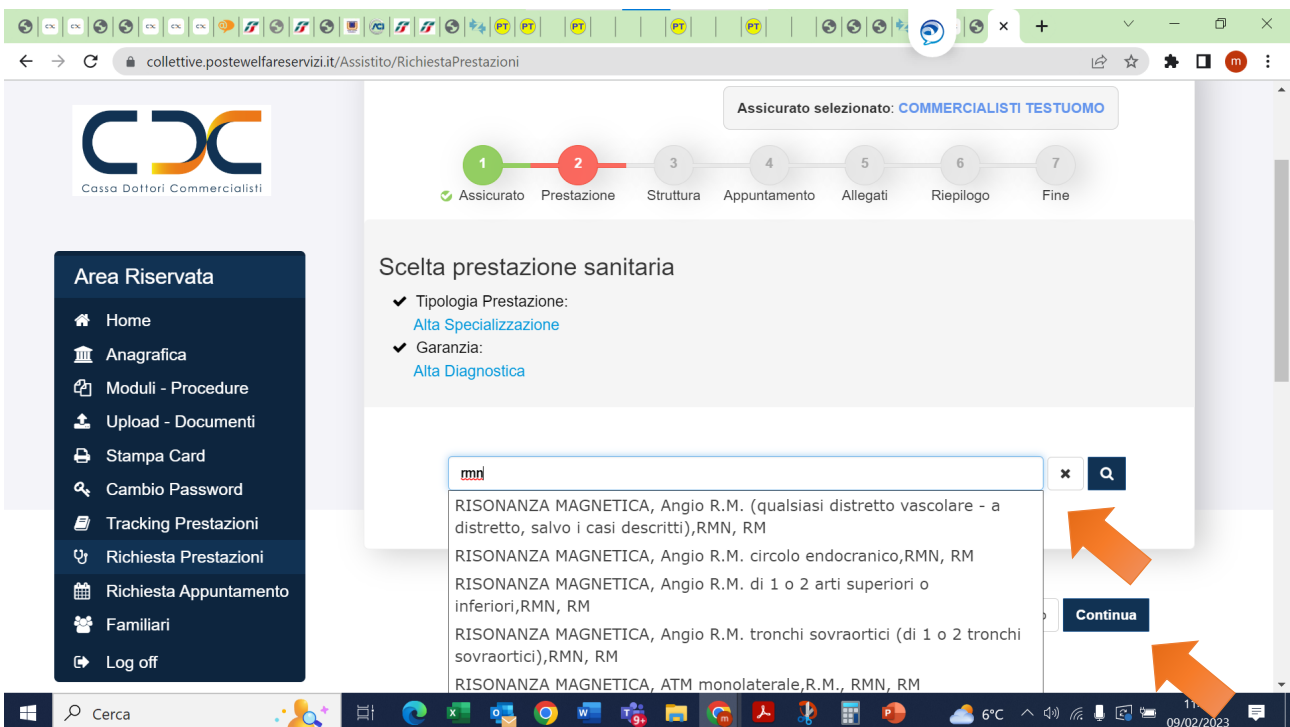 collettive.postewelfareservizi.it/Assistito/RichiestaPrestazioni
m
Cassa Dottori Commercialisti
Assicurato selezionato: COMMERCIALISTI TESTUOMO
1 2 3 4 5 6 7
Assicurato Prestazione Struttura Appuntamento Allegati Riepilogo Fine
Area Riservata
Home
Anagrafica
Moduli - Procedure
Upload - Documenti
Stampa Card
Cambio Password
Tracking Prestazioni
Richiesta Prestazioni
Richiesta Appuntamento
Familiari
Log off
Scelta prestazione sanitaria
Tipologia Prestazione:
Alta Specializzazione
Garanzia:
Alta Diagnostica
rmn
RISONANZA MAGNETICA, Angio R.M. (qualsiasi distretto vascolare - a
distretto, salvo i casi descritti),RMN, RM
RISONANZA MAGNETICA, Angio R.M. circolo endocranico,RMN, RM
RISONANZA MAGNETICA, Angio R.M. di 1 o 2 arti superiori o
inferiori,RMN, RM
RISONANZA MAGNETICA, Angio R.M. tronchi sovraortici (di 1 o 2 tronchi
sovraortici),RMN, RM
RISONANZA MAGNETICA, ATM monolaterale,R.M., RMN, RM
Continua
Cerca
6°C
09/02/2023